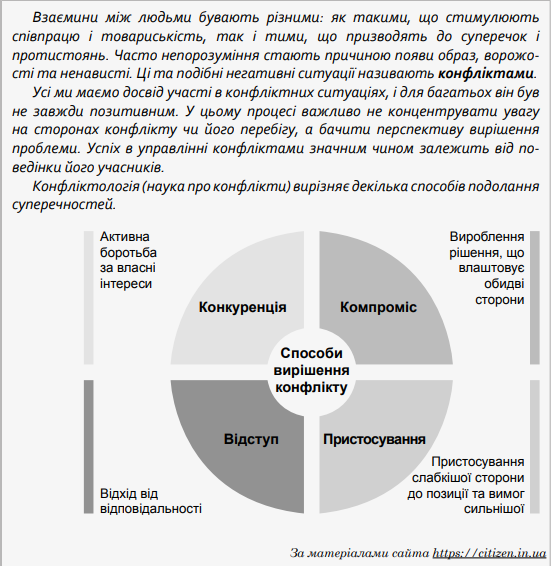 Взаємини між людьми бувають різними: як такими, що стимулюють
співпрацю і товариськість, так і тими, що призводять до суперечок і
протистоянь. Часто непорозуміння стають причиною появи образ, ворожо-
сті та ненависті. Ці та подібні негативні ситуації називають конфліктами.
Усі ми маємо досвід участі в конфліктних ситуаціях, і для багатьох він був
не завжди позитивним. У цьому процесі важливо не концентрувати увагу
на сторонах конфлікту чи його перебігу, а бачити перспективу вирішення
проблеми. Успіх в управлінні конфліктами значним чином залежить від по-
ведінки його учасників.
Конфліктологія (наука про конфлікти) вирізняє декілька способів подолання
суперечностей.
Активна
боротьба
за власні
інтереси
Конкуренція
Компроміс
Вироблення
рішення, що
влаштовує
обидві
сторони
Способи
вирішення
конфлікту
Відступ
Пристосування
Відхід від
відповідальності
Пристосування
слабкішої сторони
до позиції та вимог
сильнішої
За матеріалами сайта https://citizen.in.ua